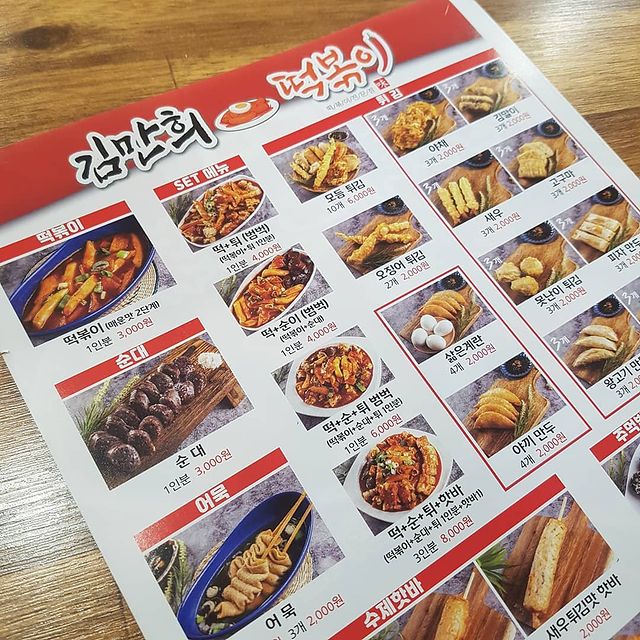 김만희
떡볶이
떡볶이
떡볶이 (매운맛 2단계)
1인분 3,000원
순대
순 대
1인분 3,000원
어묵
어 묵
3개 2,000원
SET 메뉴
떡+튀 (범벅)
(떡볶이+튀김 1인분)
1인분 4,000원
떡+순이 (범벅)
(떡볶이+순대)
1인분 4,000원
떡+순+튀 범벅
(떡볶이+순대+튀 1인분)
1인분 6,000원
떡+순+튀+핫바
(떡볶이+순대+튀 1인분+핫바1)
3인분 8,000원
튀 김
모듬 튀김
10개 6,000원
오징어 튀김
2개 2,000원
삶은계란
4개 2,000원
야끼 만두
4개 2,000원
3개
야채
3개 2,000원
3개
김말이
3개 2,000원
3개
새우
3개 2,000원
3개
고구마
3개 2,000원
3개
못난이 튀김
3개 2,000원
3개
피자 만두
3개 2,000원
3개
왕고기 만
3개 2,000원
수제핫바
새우튀김맛 핫바
2,000원